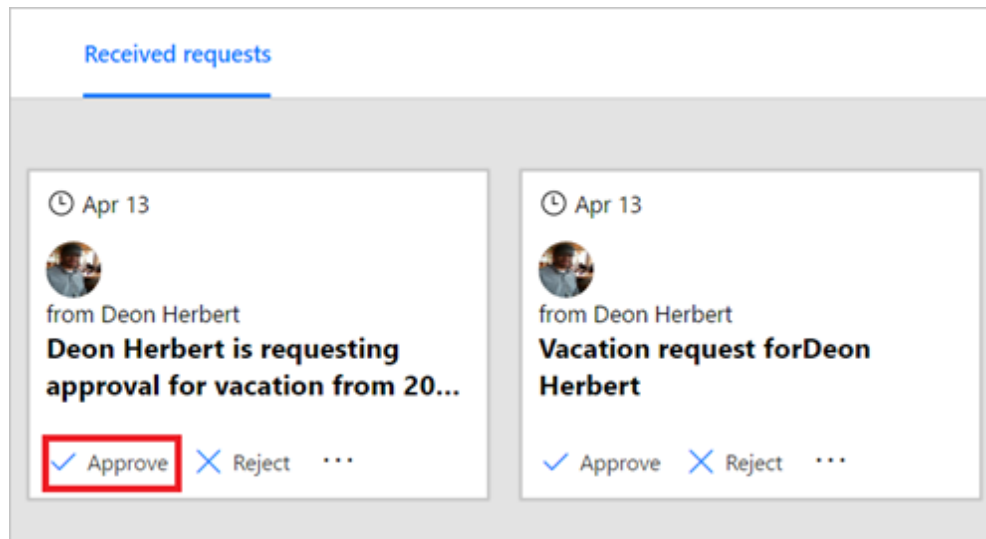 Received requests
Apr 13
from Deon Herbert
Deon Herbert is requesting
approval for vacation from 20...
Approve Reject ...
Apr 13
from Deon Herbert
Vacation request forDeon
Herbert
Approve Reject ...